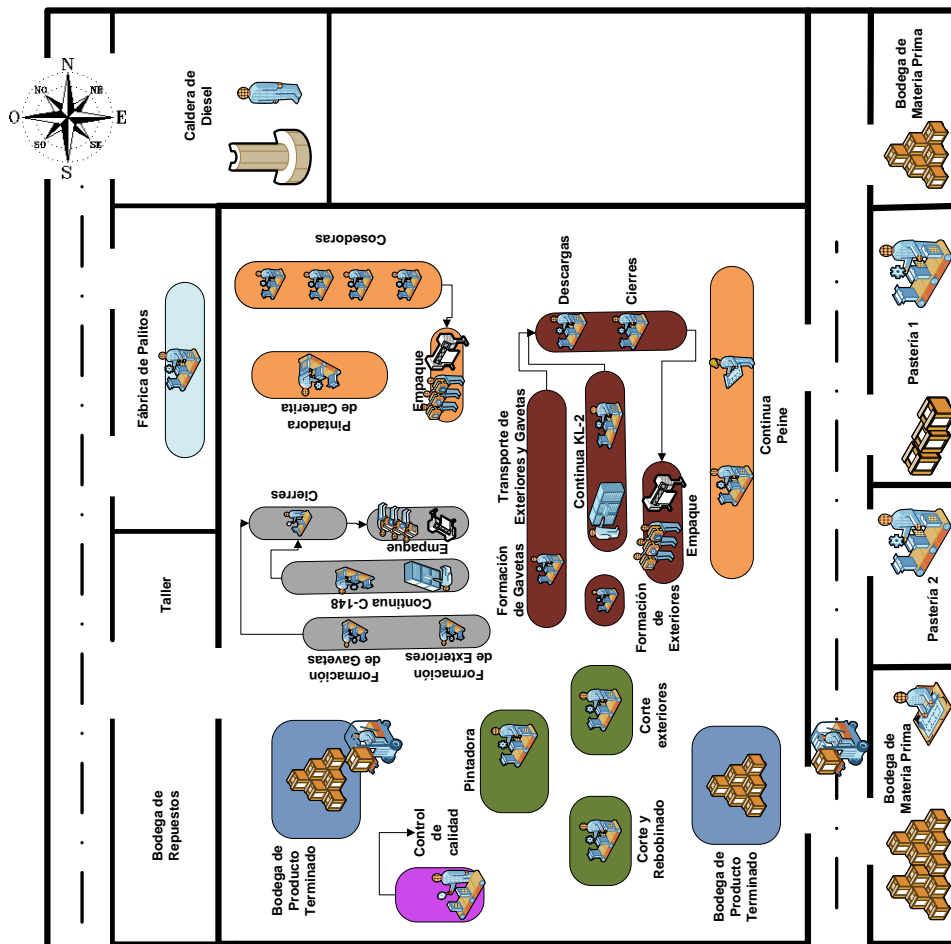 N
NO
NE
O
E
SO
SE
S
Caldera de
Diesel
Bodega de
Materia Prima
Cosedoras
Descargas
Cierres
Fábrica de Palitos
Pintadora
de Carterita
Empaque
Transporte de
Exteriores y Gavetas
Continua KL-2
Continua
Peine
Pastería 1
Cierres
Empaque
Taller
Continua C-148
Formación
de Gavetas
Formación
de Exteriores
Formación
de Gavetas
Formación
de
Exteriores
Empaque
Pastería 2
Pintadora
Corte
exteriores
Bodega de
Repuestos
Bodega de
Producto
Terminado
Control
de
calidad
Corte y
Rebobinado
Bodega de
Producto
Terminado
Bodega de
Materia Prima